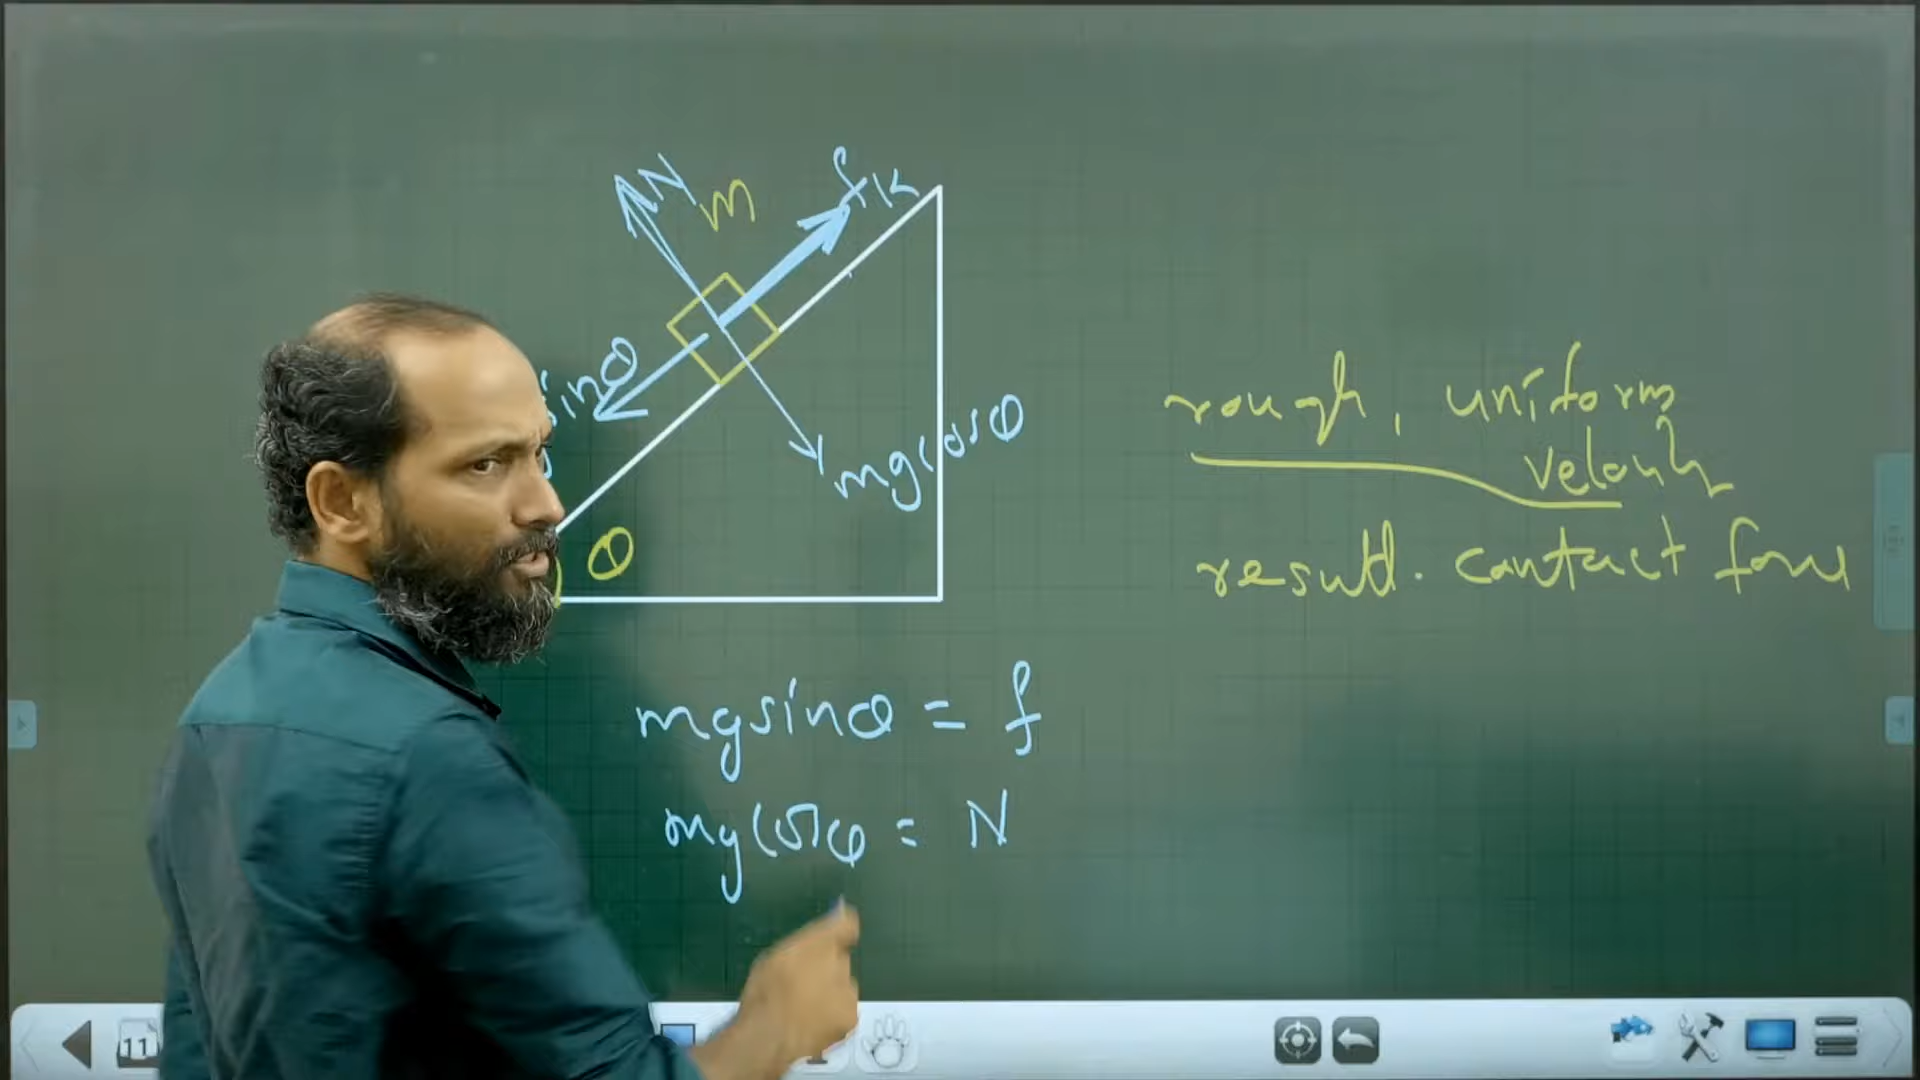 N
m
fk
sinθ
mgcosθ
θ
rough, uniform
velocity
result. contact force
mgsinθ = f
mgcosθ = N
11